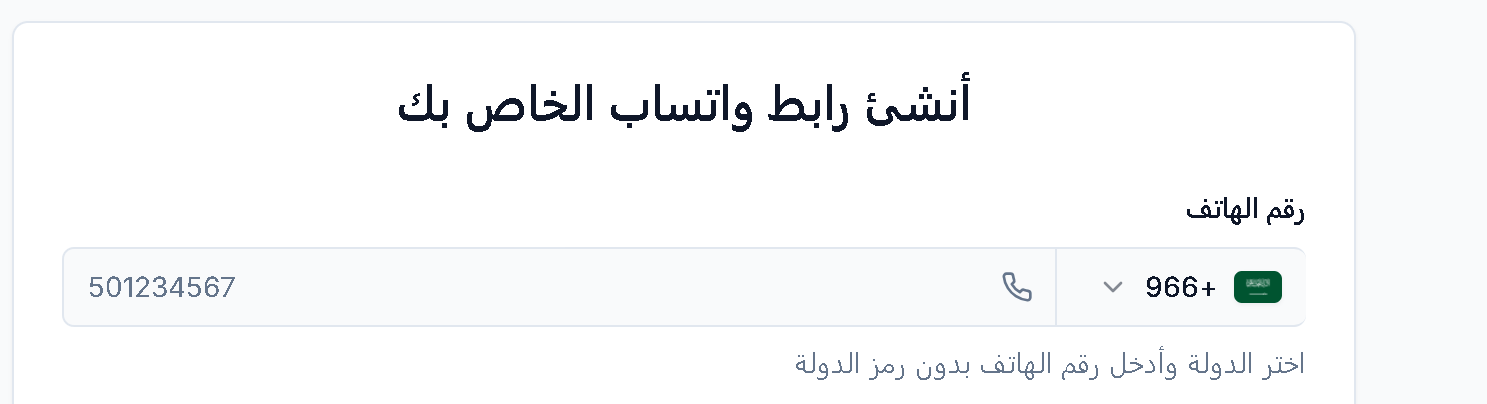 أنشئ رابط واتساب الخاص بك
رقم الهاتف
966+ 501234567
اختر الدولة وأدخل رقم الهاتف بدون رمز الدولة